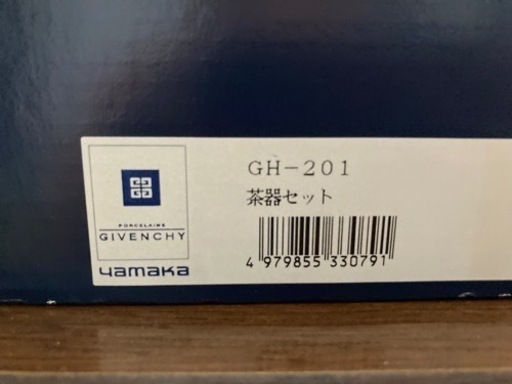 GH-201
茶器セット
4 979855 330791
PORCELAINE
GIVENCHY
yamaka